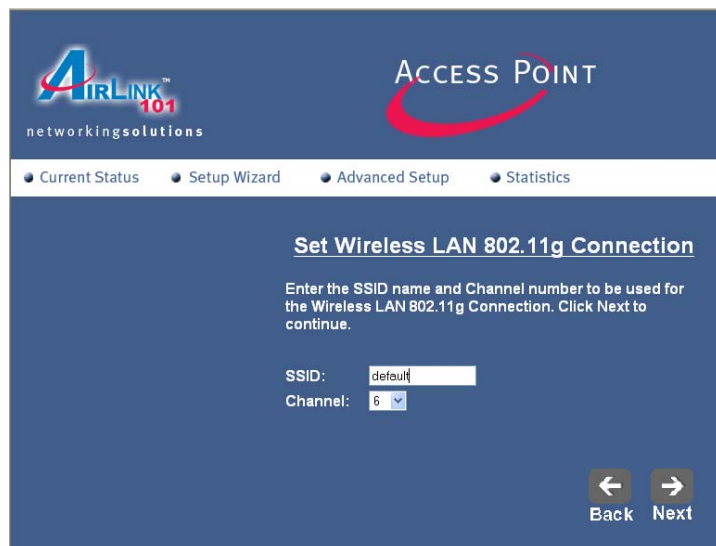 AIRLINK™
101
networkingsolutions
ACCESS POINT
Current Status Setup Wizard Advanced Setup Statistics
Set Wireless LAN 802.11g Connection
Enter the SSID name and Channel number to be used for
the Wireless LAN 802.11g Connection. Click Next to
continue.
SSID: default
Channel: 6
Back Next